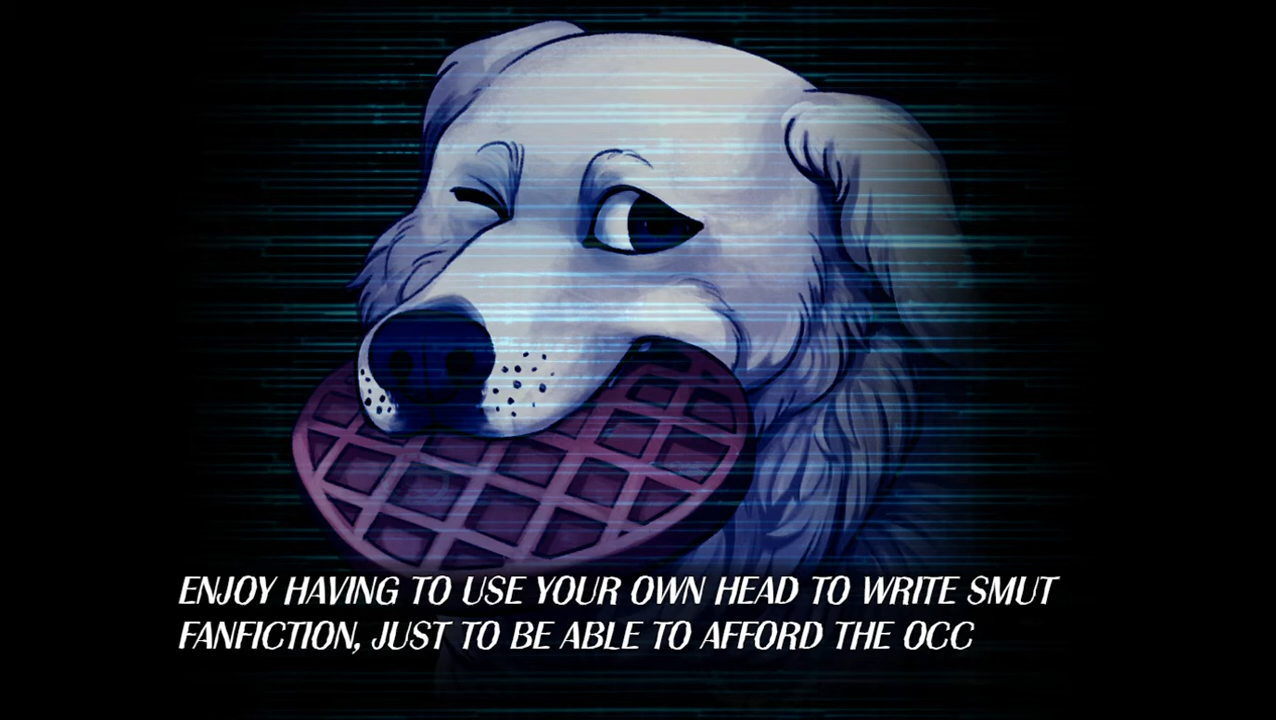 ENJOY HAVING TO USE YOUR OWN HEAD TO WRITE SMUT
FANFICTION, JUST TO BE ABLE TO AFFORD THE OCC